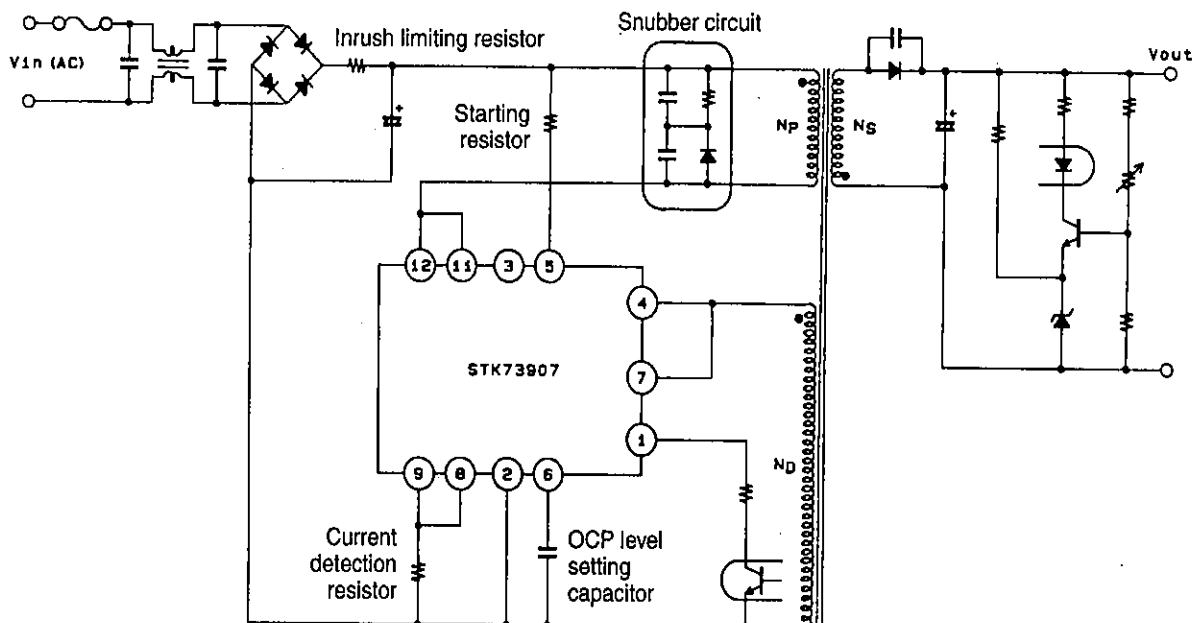 Snubber circuit
Inrush limiting resistor
Vout
Vin (AC)
Starting
resistor
NP
NS
12
11
3
5
4
STK73907
7
1
9
8
2
6
ND
Current
detection
resistor
OCP level
setting
capacitor